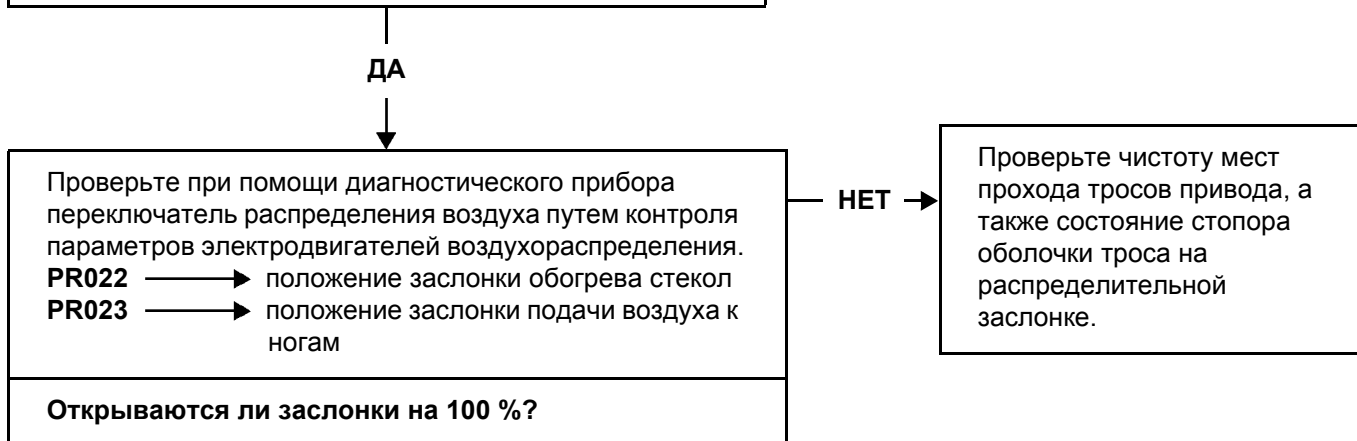 ДА
Проверьте при помощи диагностического прибора
переключатель распределения воздуха путем контроля
параметров электродвигателей воздухораспределения.
PR022 положение заслонки обогрева стекол
PR023 положение заслонки подачи воздуха к
ногам
Открываются ли заслонки на 100 %?
НЕТ
Проверьте чистоту мест
прохода тросов привода, а
также состояние стопора
оболочки троса на
распределительной
заслонке.